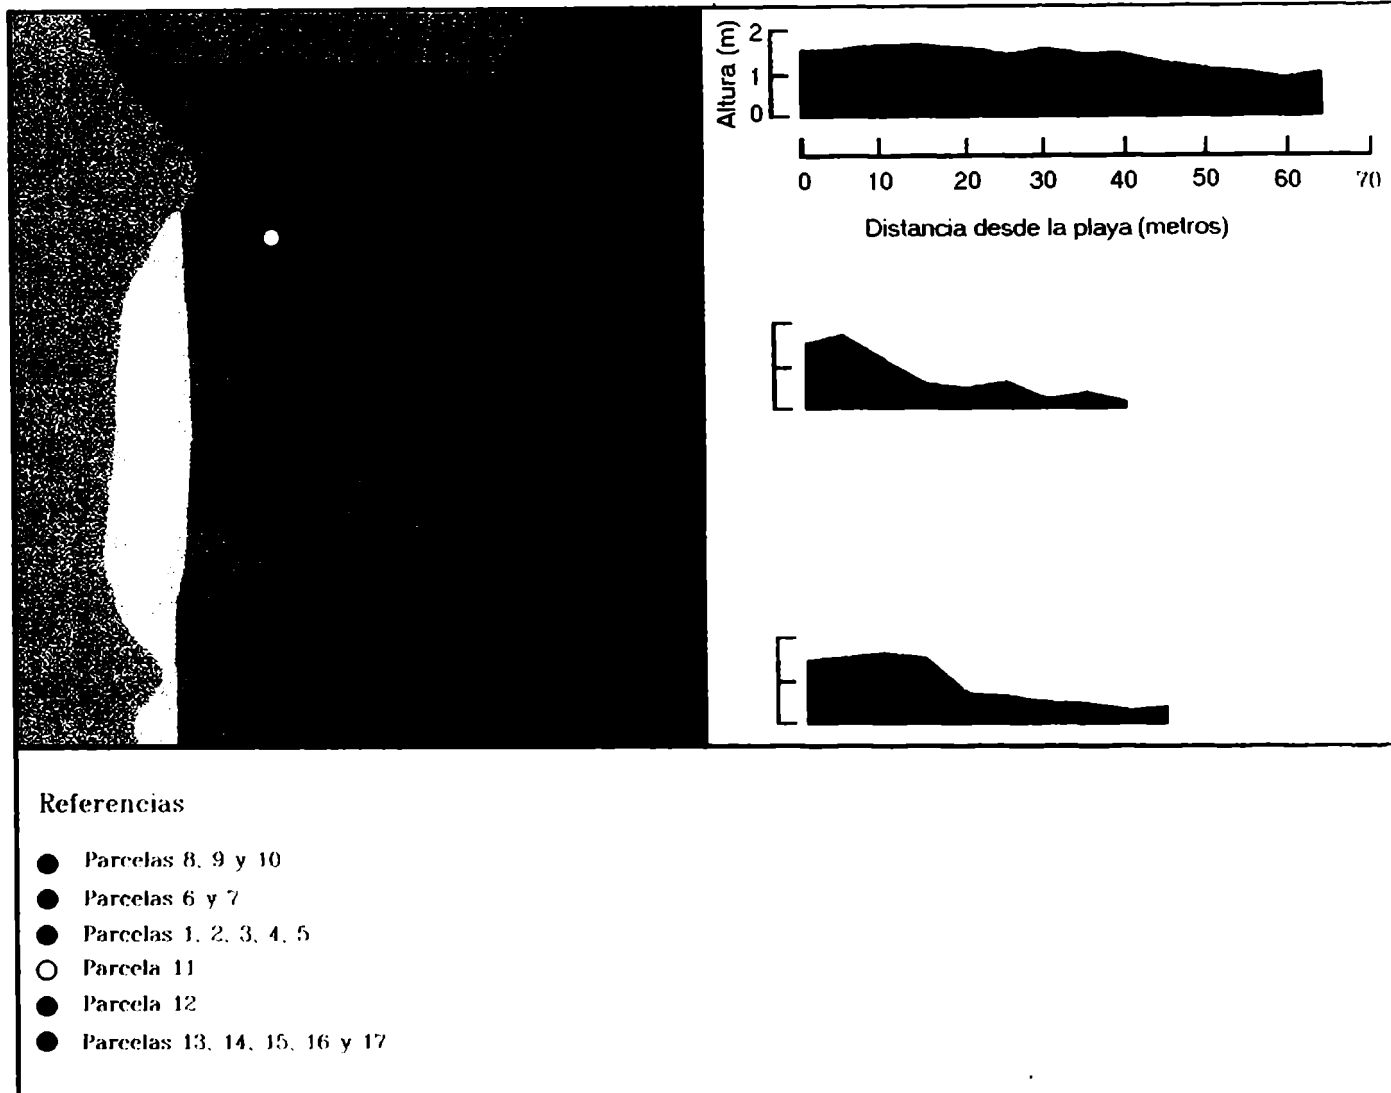 Altura (m)
2
1
0
0 10 20 30 40 50 60 70
Distancia desde la playa (metros)
Referencias
Parcelas 8, 9 y 10
Parcelas 6 y 7
Parcelas 1, 2, 3, 4, 5
Parcela 11
Parcela 12
Parcelas 13, 14, 15, 16 y 17